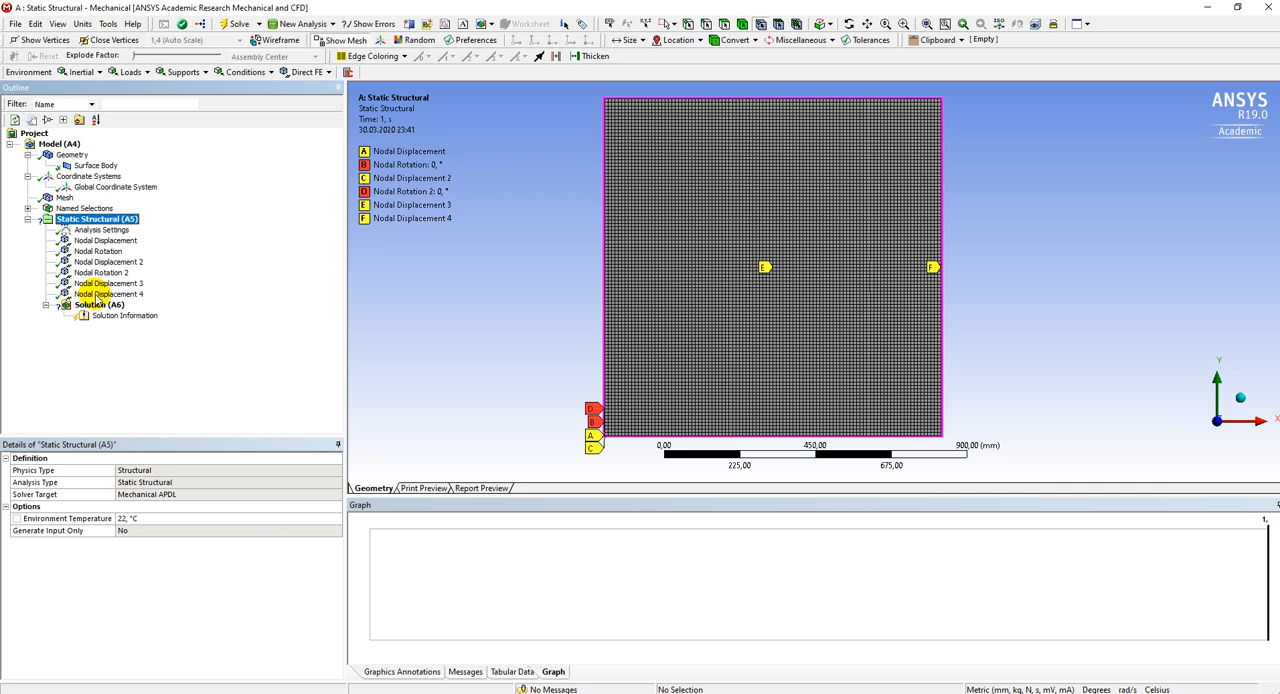 A : Static Structural - Mechanical [ANSYS Academic Research Mechanical and CFD]
File Edit View Units Tools Help Solve New Analysis ?/ Show Errors Worksheet
Show Vertices Close Vertices 1,4 (Auto Scale) Wireframe Show Mesh Random Preferences Size Location Convert Miscellaneous Tolerances Clipboard [Empty]
Reset Explode Factor: Assembly Center Edge Coloring Thicken
Environment Inertial Loads Supports Conditions Direct FE
Outline
Filter: Name
Project
Model (A4)
Geometry
Surface Body
Coordinate Systems
Global Coordinate System
Mesh
Named Selections
Static Structural (A5)
Analysis Settings
Nodal Displacement
Nodal Rotation
Nodal Displacement 2
Nodal Rotation 2
Nodal Displacement 3
Nodal Displacement 4
Solution (A6)
Solution Information
Details of "Static Structural (A5)"
Definition
Physics Type Structural
Analysis Type Static Structural
Solver Target Mechanical APDL
Options
Environment Temperature 22, °C
Generate Input Only No
A: Static Structural
Static Structural
Time: 1, s
30.03.2020 23:41
A Nodal Displacement
B Nodal Rotation: 0, °
C Nodal Displacement 2
D Nodal Rotation 2: 0, °
E Nodal Displacement 3
F Nodal Displacement 4
ANSYS
R19.0
Academic
E
F
D
B
A
C
0,00 450,00 900,00 (mm)
225,00 675,00
Y
X
Geometry Print Preview Report Preview
Graph
1,
Graphics Annotations Messages Tabular Data Graph
No Messages No Selection Metric (mm, kg, N, s, mV, mA) Degrees rad/s Celsius